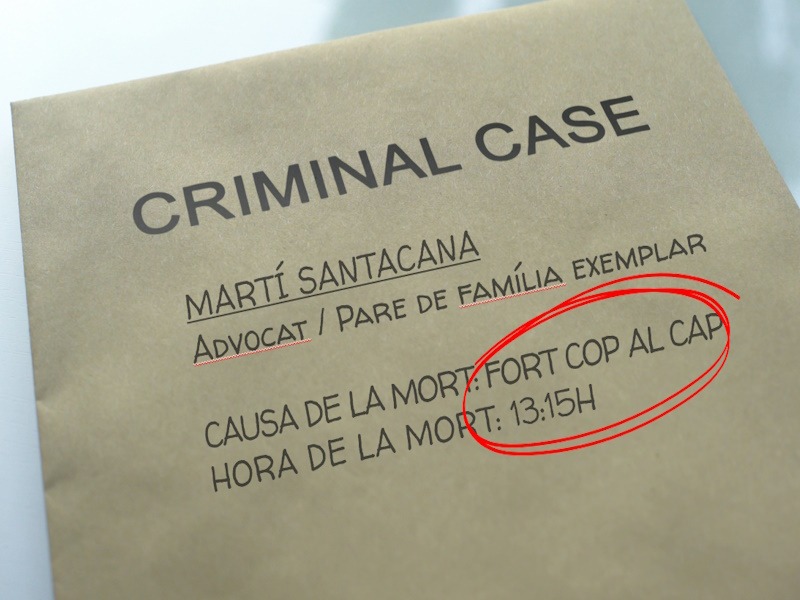 CRIMINAL CASE
MARTÍ SANTACANA
ADVOCAT / PARE DE FAMÍLIA EXEMPLAR
CAUSA DE LA MORT: FORT COP AL CAP
HORA DE LA MORT: 13:15H